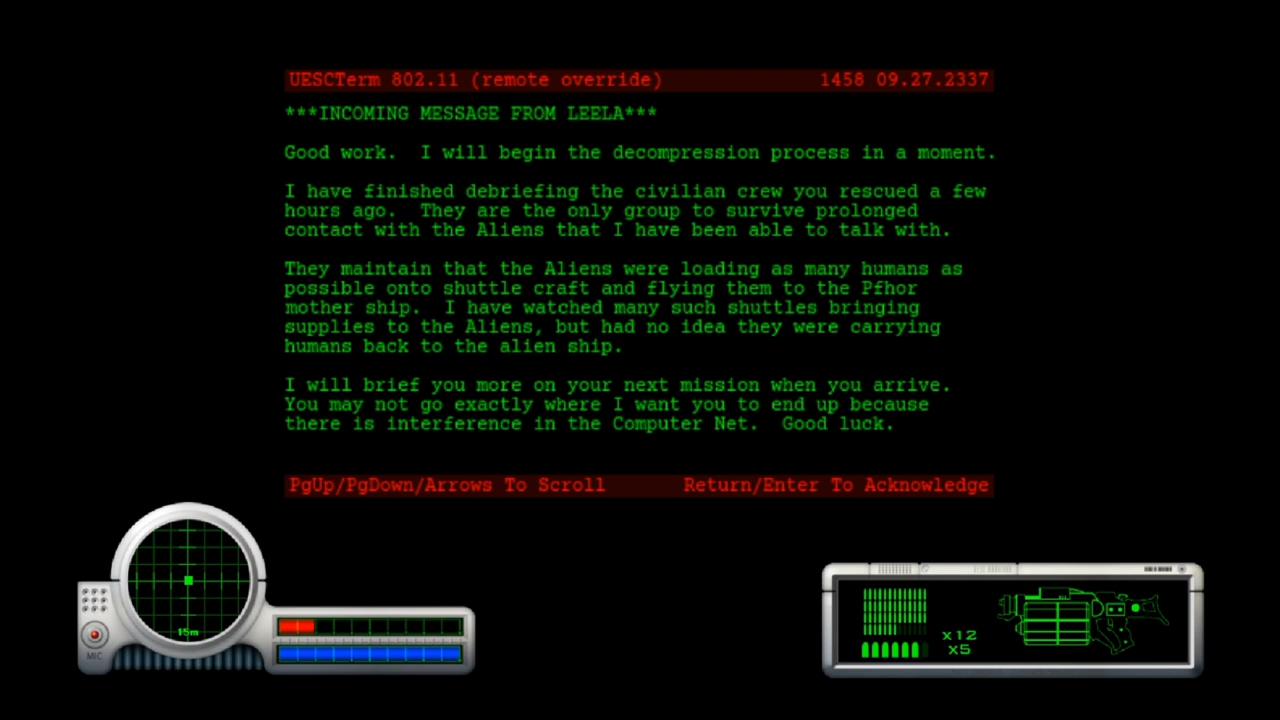 UESCTerm 802.11 (remote override) 1458 09.27.2337
***INCOMING MESSAGE FROM LEELA***
Good work.  I will begin the decompression process in a moment.
I have finished debriefing the civilian crew you rescued a few
hours ago.  They are the only group to survive prolonged
contact with the Aliens that I have been able to talk with.
They maintain that the Aliens were loading as many humans as
possible onto shuttle craft and flying them to the Pfhor
mother ship.  I have watched many such shuttles bringing
supplies to the Aliens, but had no idea they were carrying
humans back to the alien ship.
I will brief you more on your next mission when you arrive.
You may not go exactly where I want you to end up because
there is interference in the Computer Net.  Good luck.
PgUp/PgDown/Arrows To Scroll Return/Enter To Acknowledge
15m
MIC
x12
x5